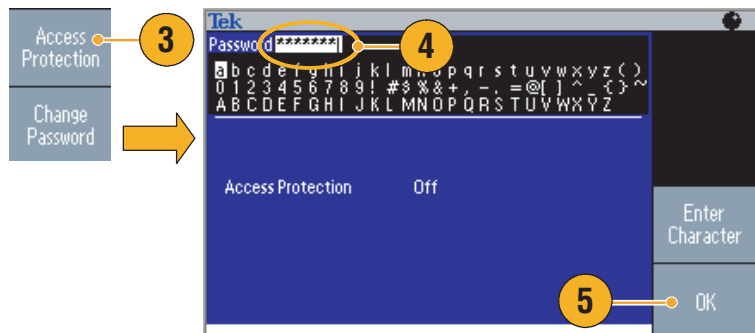 Access
Protection
3
Change
Password
Tek
Password *******
4
a b c d e f g h i j k l m n o p q r s t u v w x y z ( )
0 1 2 3 4 5 6 7 8 9 ! # $ % & + , - . = @ [ ] ^ _ { } ~
A B C D E F G H I J K L M N O P Q R S T U V W X Y Z
Access Protection Off
Enter
Character
5
OK